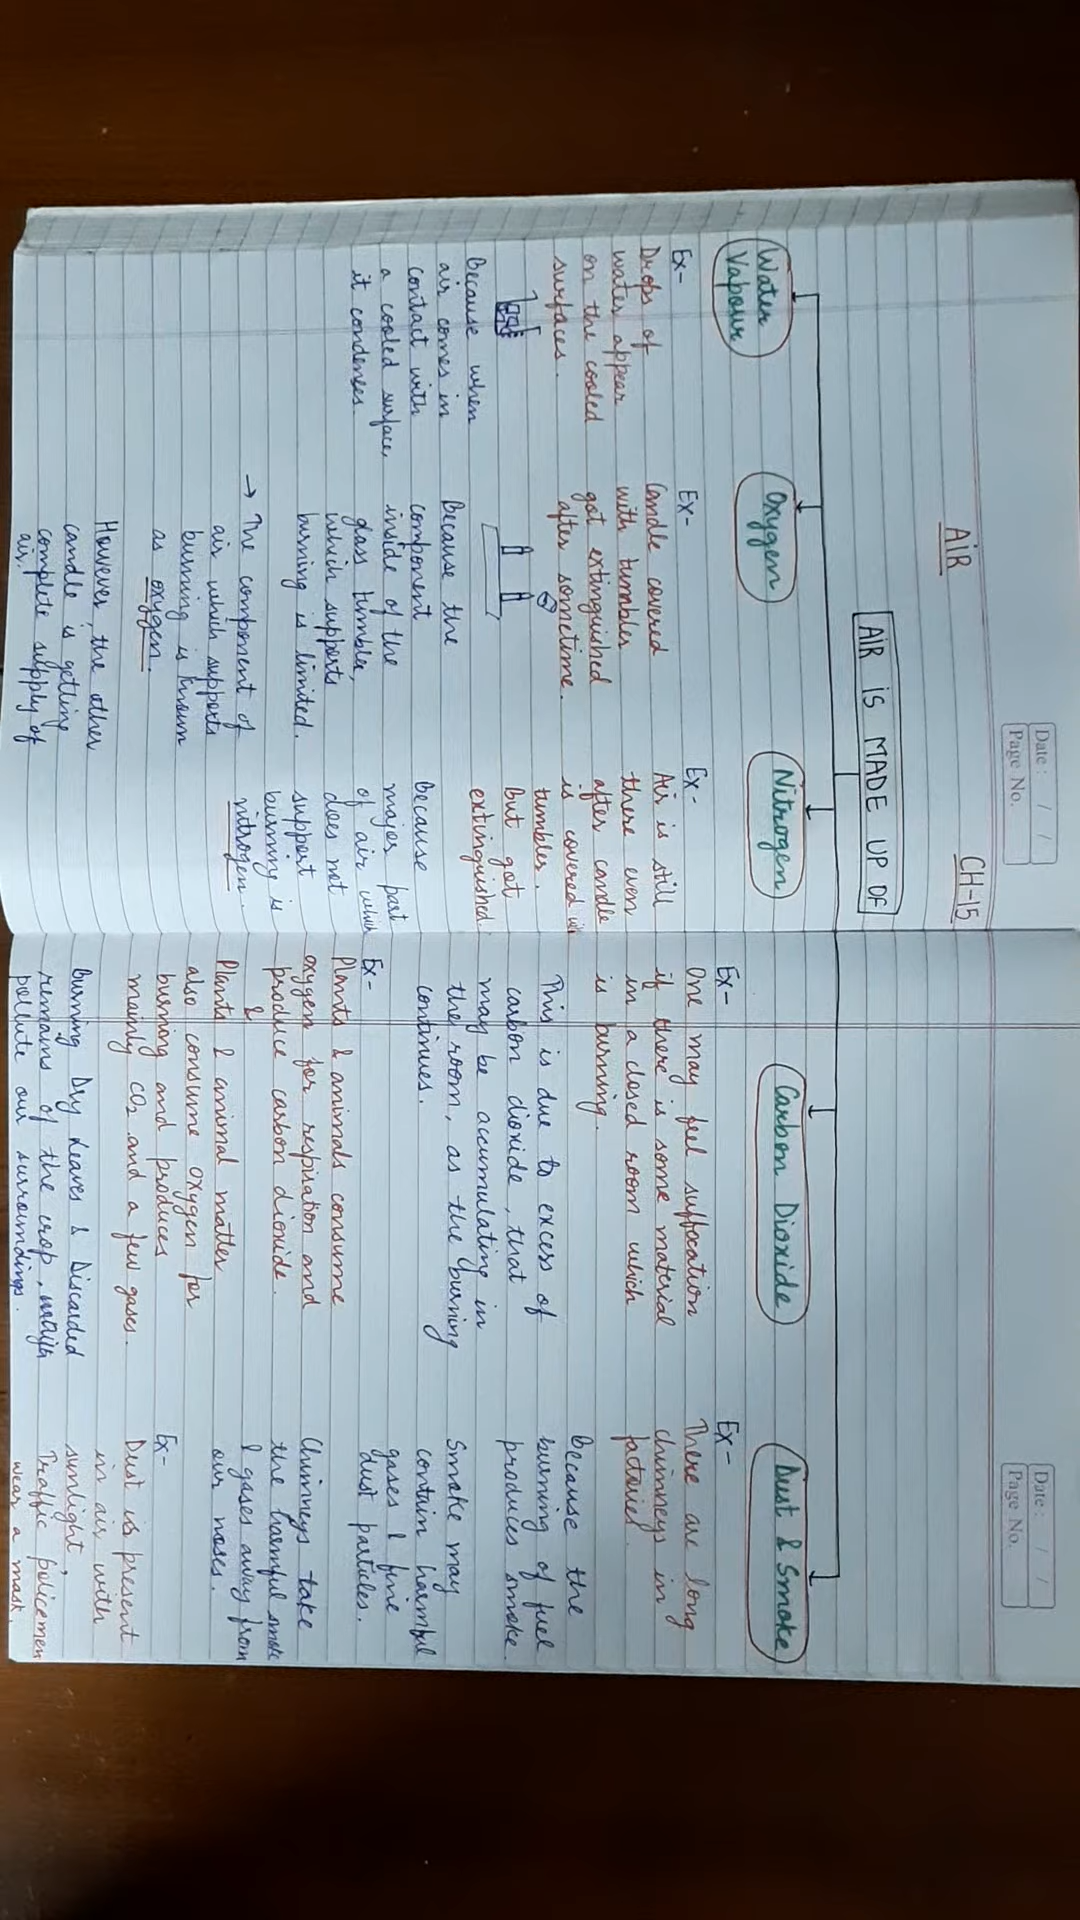 Date: / /
Page No.
AIR
CH-15
AIR IS MADE UP OF
Water
Vapour
Ex-
Drops of
water appear
on the cooled
surfaces.
Because when
air comes in
contact with
a cooled surface,
it condenses.
Oxygen
Ex-
Candle covered
with tumbler
got extinguished
after sometime.
Because the
component
inside of the
glass tumbler,
which supports
burning is limited.
→ The component of
air which supports
burning is known
as oxygen.
However, the other
candle is getting
complete supply of
air.
Nitrogen
Ex-
Air is still
there even
after candle
is covered
tumbler.
but got
extinguished.
Because
major part
of air which
does not
support
burning is
nitrogen.
Date: / /
Page No.
Carbon Dioxide
Ex-
One may feel suffocation
if there is some material
in a closed room which
is burning.
This is due to excess of
carbon dioxide, that
may be accumulating in
the room, as the burning
continues.
Ex-
Plants & animals consume
oxygen for respiration and
produce carbon dioxide.
&
Plants & animal matter
also consume oxygen for
burning and produces
mainly CO2 and a few gases.
Burning Dry Leaves & Discarded
remains of the crop,
pollute our surroundings.
Dust & Smoke
Ex-
There are long
chimneys in
Because the
burning of fuel
produces smoke.
Smoke may
contain harmful
gases & fine
dust particles.
Chimneys take
the harmful smoke
& gases away from
our noses.
Ex-
Dust is present
in air with
sunlight,
Traffic policemen
wear a mask.